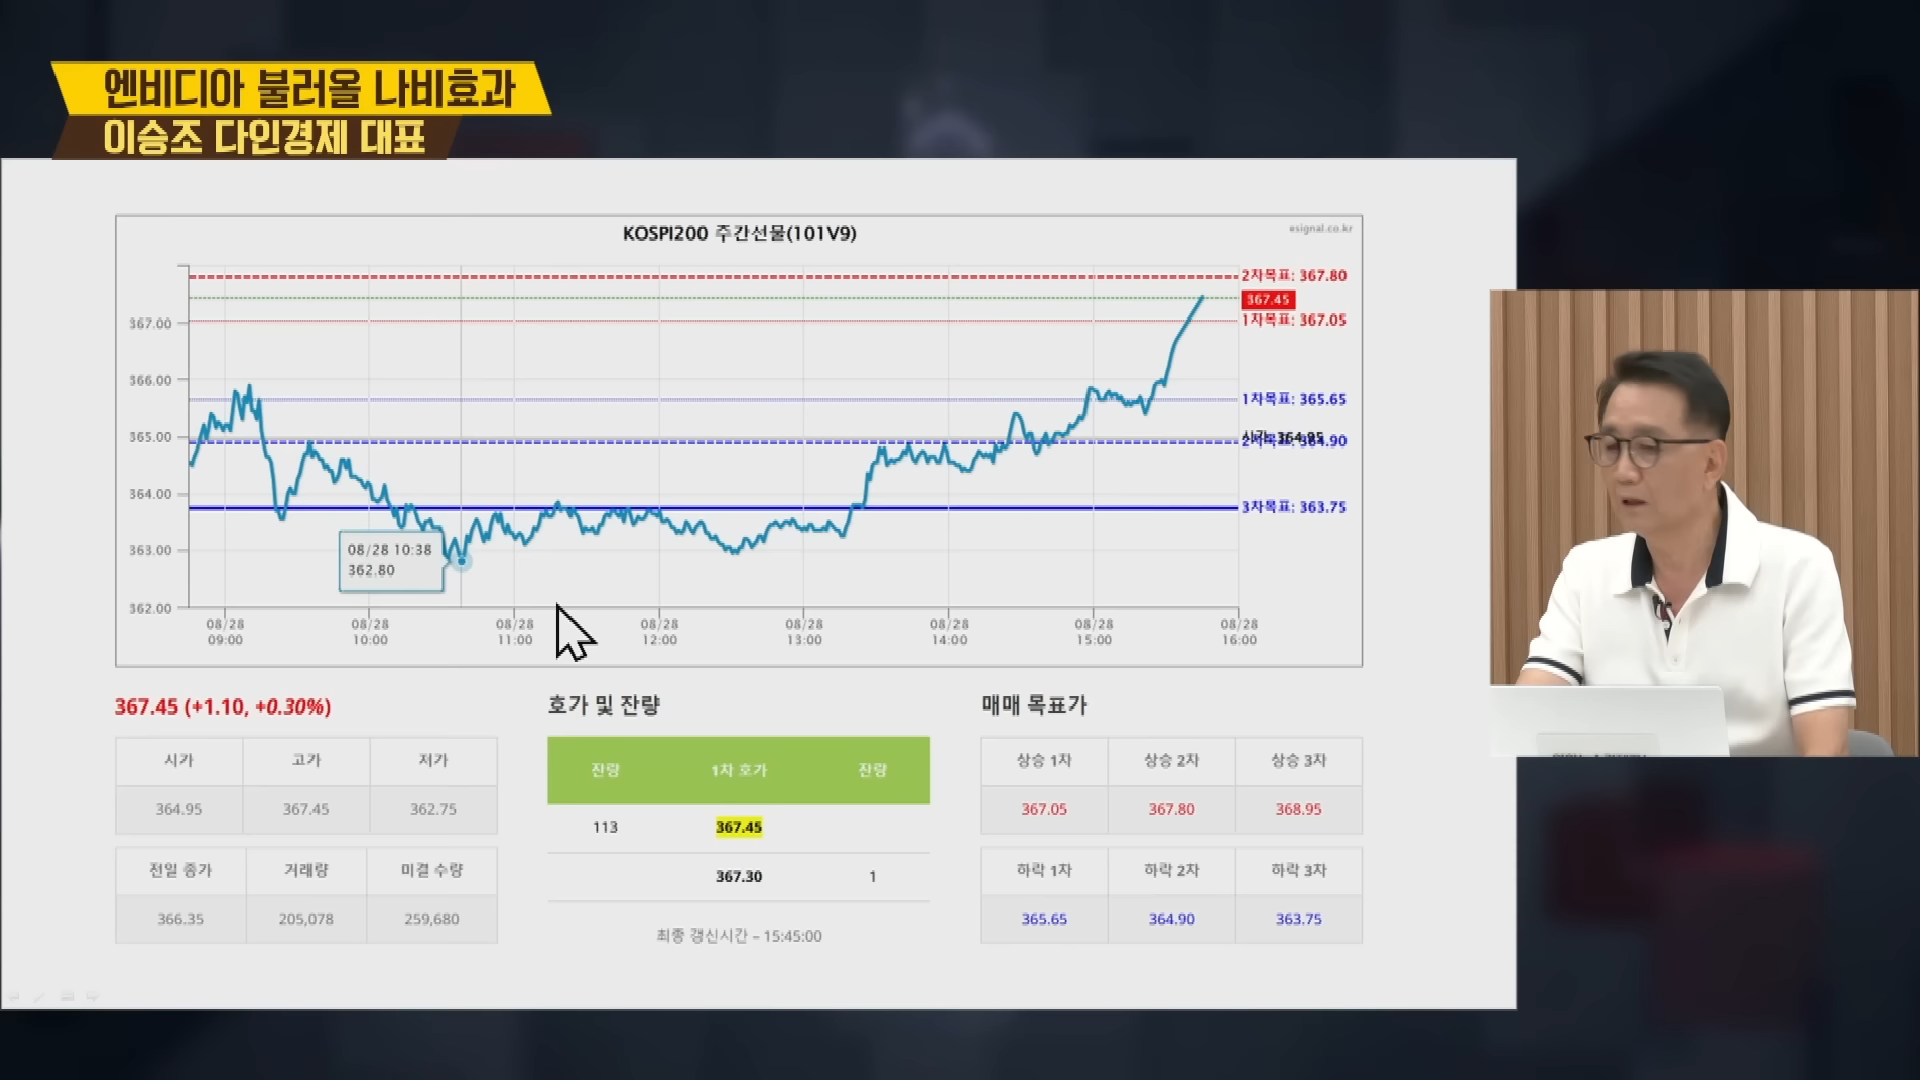 엔비디아 불러올 나비효과
이승조 다인경제 대표
KOSPI200 주간선물(101V9)
esignal.co.kr
2차목표: 367.80
367.45
367.00
1차목표: 367.05
366.00
1차목표: 365.65
365.00
시가: 364.95
2차목표: 364.90
364.00
3차목표: 363.75
363.00
08/28 10:38
362.80
362.00
08/28 08/28 08/28 08/28 08/28 08/28 08/28 08/28
09:00 10:00 11:00 12:00 13:00 14:00 15:00 16:00
367.45 (+1.10, +0.30%)
시가 고가 저가
364.95 367.45 362.75
전일 종가 거래량 미결 수량
366.35 205,078 259,680
호가 및 잔량
잔량 1차 호가 잔량
113 367.45
367.30 1
최종 갱신시간 – 15:45:00
매매 목표가
상승 1차 상승 2차 상승 3차
367.05 367.80 368.95
하락 1차 하락 2차 하락 3차
365.65 364.90 363.75